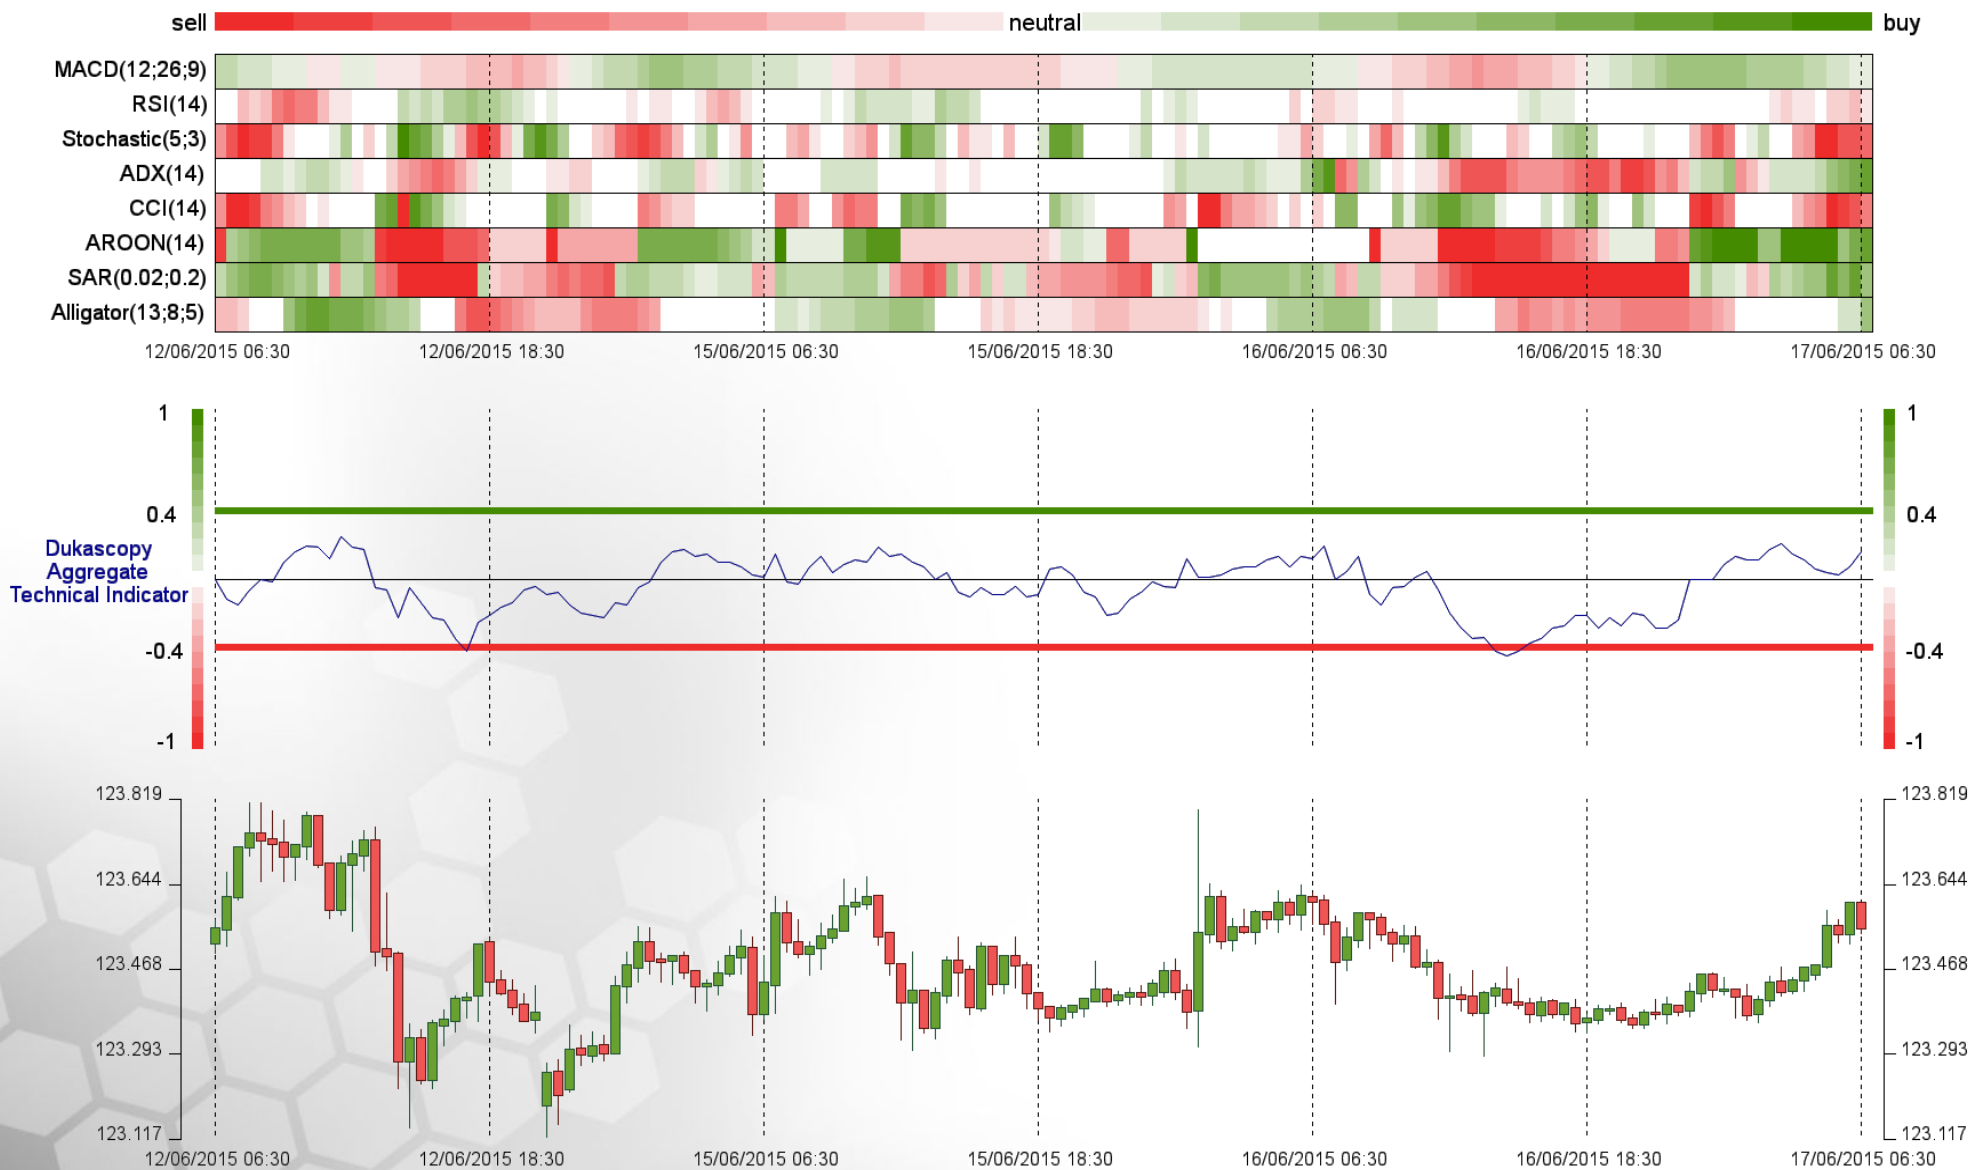 sell neutral buy
MACD(12;26;9)
RSI(14)
Stochastic(5;3)
ADX(14)
CCI(14)
AROON(14)
SAR(0.02;0.2)
Alligator(13;8;5)
12/06/2015 06:30 12/06/2015 18:30 15/06/2015 06:30 15/06/2015 18:30 16/06/2015 06:30 16/06/2015 18:30 17/06/2015 06:30
1 1
0.4 0.4
Dukascopy
Aggregate
Technical Indicator
-0.4 -0.4
-1 -1
123.819 123.819
123.644 123.644
123.468 123.468
123.293 123.293
123.117 123.117
12/06/2015 06:30 12/06/2015 18:30 15/06/2015 06:30 15/06/2015 18:30 16/06/2015 06:30 16/06/2015 18:30 17/06/2015 06:30